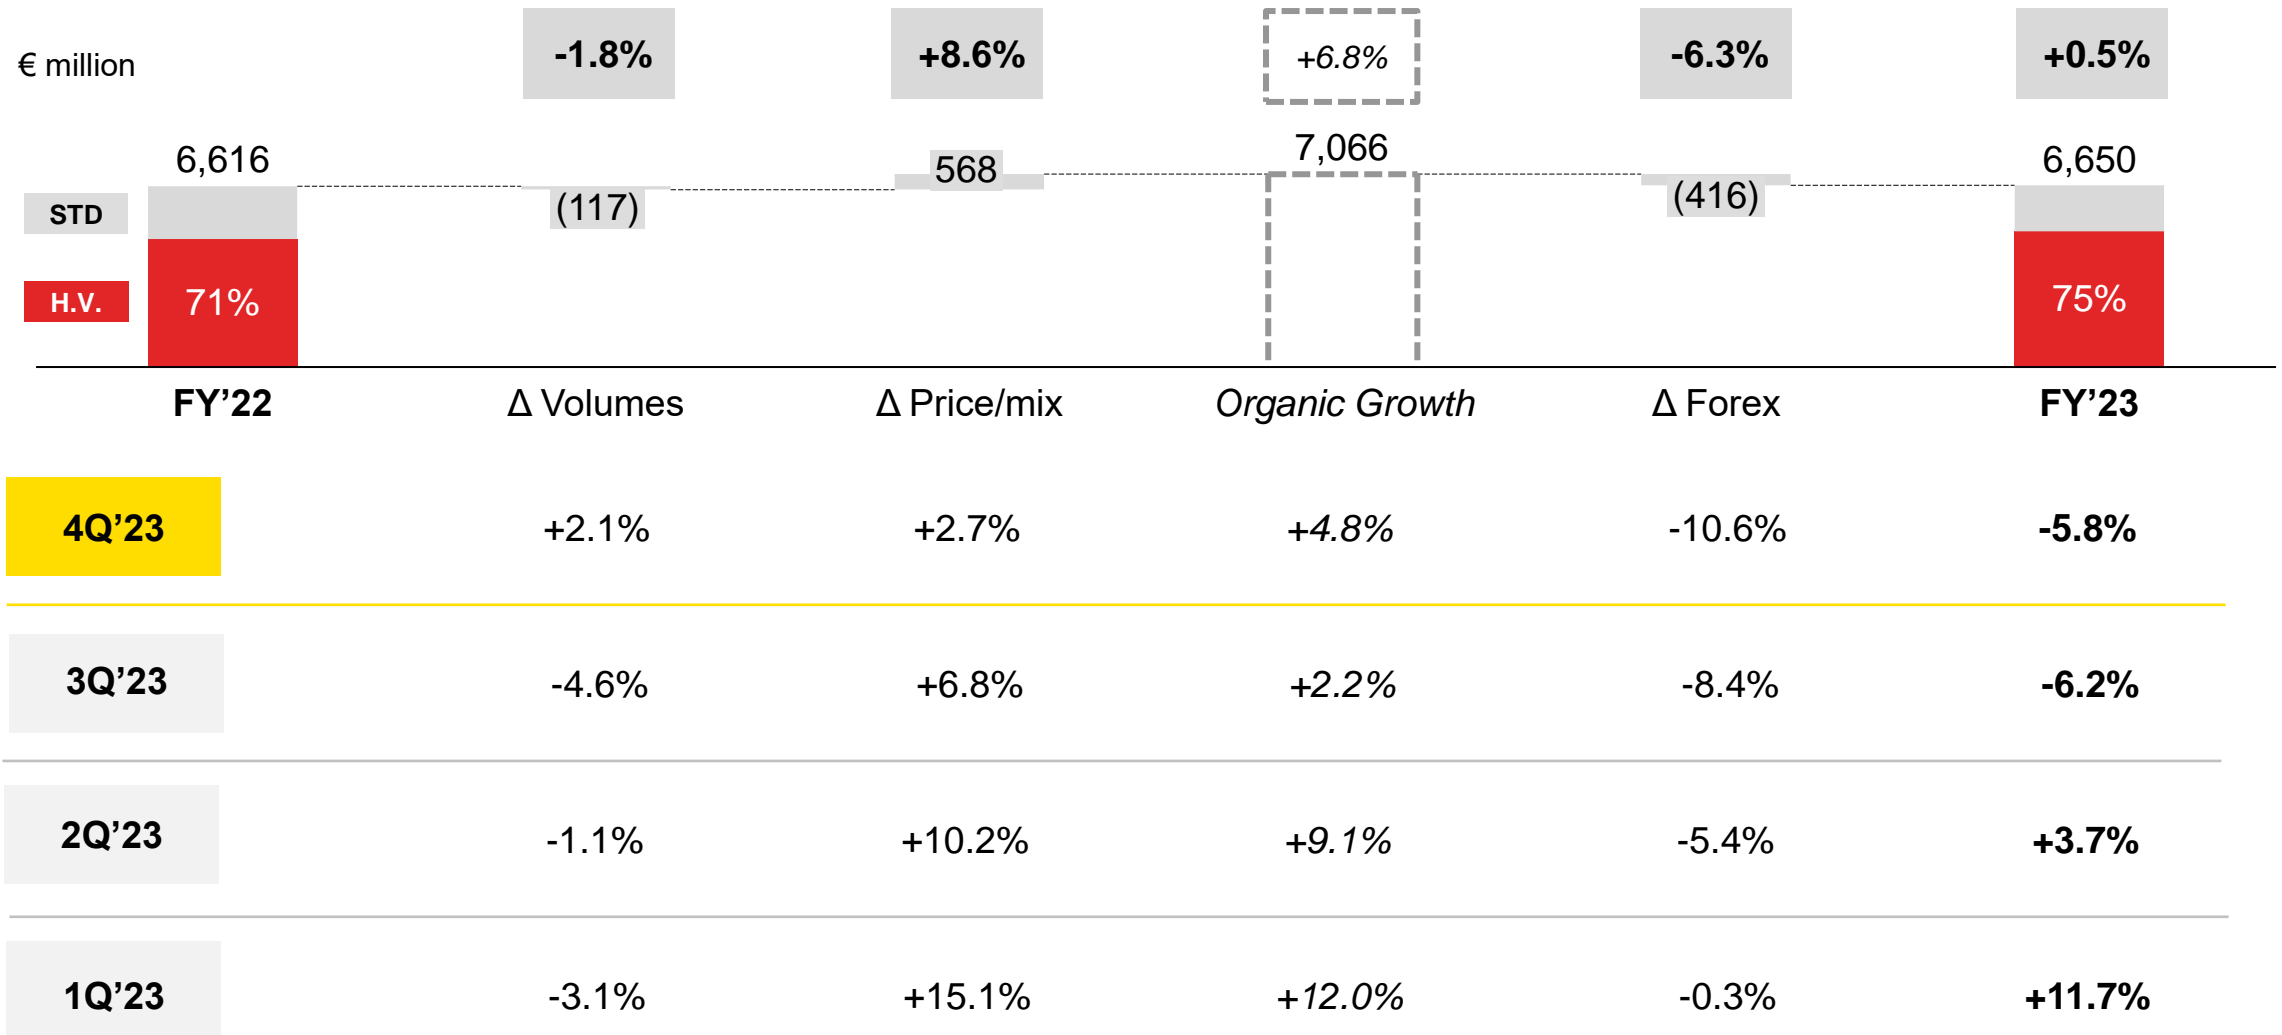 € million
-1.8%
+8.6%
+6.8%
-6.3%
+0.5%
6,616
(117)
568
7,066
(416)
6,650
STD
H.V.
71%
75%
FY’22
Δ Volumes
Δ Price/mix
Organic Growth
Δ Forex
FY’23
4Q’23 +2.1% +2.7% +4.8% -10.6% -5.8%
3Q’23 -4.6% +6.8% +2.2% -8.4% -6.2%
2Q’23 -1.1% +10.2% +9.1% -5.4% +3.7%
1Q’23 -3.1% +15.1% +12.0% -0.3% +11.7%